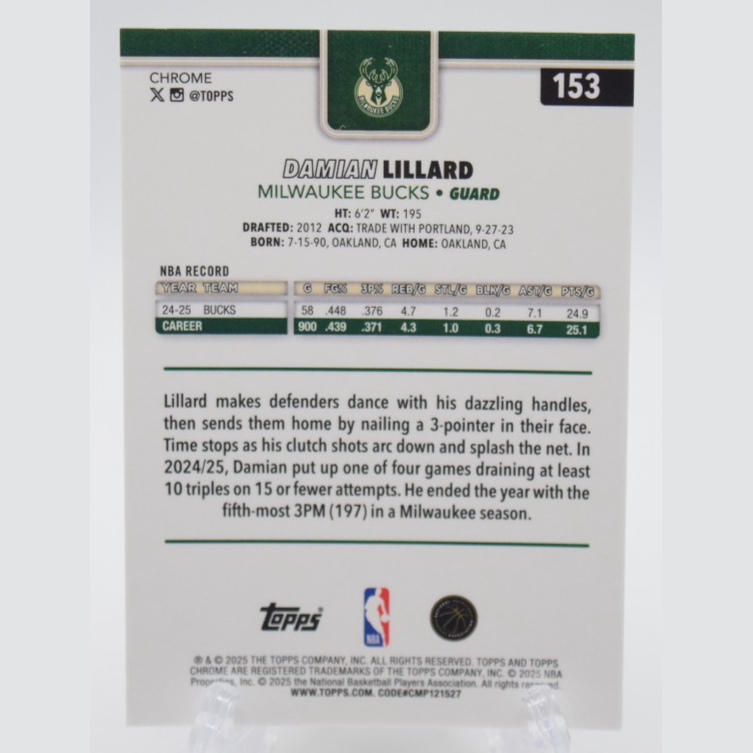 CHROME
@TOPPS
153
MILWAUKEE BUCKS
DAMIAN LILLARD
MILWAUKEE BUCKS • GUARD
HT: 6'2" WT: 195
DRAFTED: 2012 ACQ: TRADE WITH PORTLAND, 9-27-23
BORN: 7-15-90, OAKLAND, CA HOME: OAKLAND, CA
NBA RECORD
YEAR TEAM G FG% 3P% REB/G STL/G BLK/G AST/G PTS/G
24-25 BUCKS 58 .448 .376 4.7 1.2 0.2 7.1 24.9
CAREER 900 .439 .371 4.3 1.0 0.3 6.7 25.1
Lillard makes defenders dance with his dazzling handles,
then sends them home by nailing a 3-pointer in their face.
Time stops as his clutch shots arc down and splash the net. In
2024/25, Damian put up one of four games draining at least
10 triples on 15 or fewer attempts. He ended the year with the
fifth-most 3PM (197) in a Milwaukee season.
Topps®
NBA
® & © 2025 THE TOPPS COMPANY, INC. ALL RIGHTS RESERVED. TOPPS AND TOPPS
CHROME ARE REGISTERED TRADEMARKS OF THE TOPPS COMPANY, INC. © 2025 NBA
Properties, Inc. © 2025 the National Basketball Players Association. All rights reserved.
WWW.TOPPS.COM. CODE#CMP121527